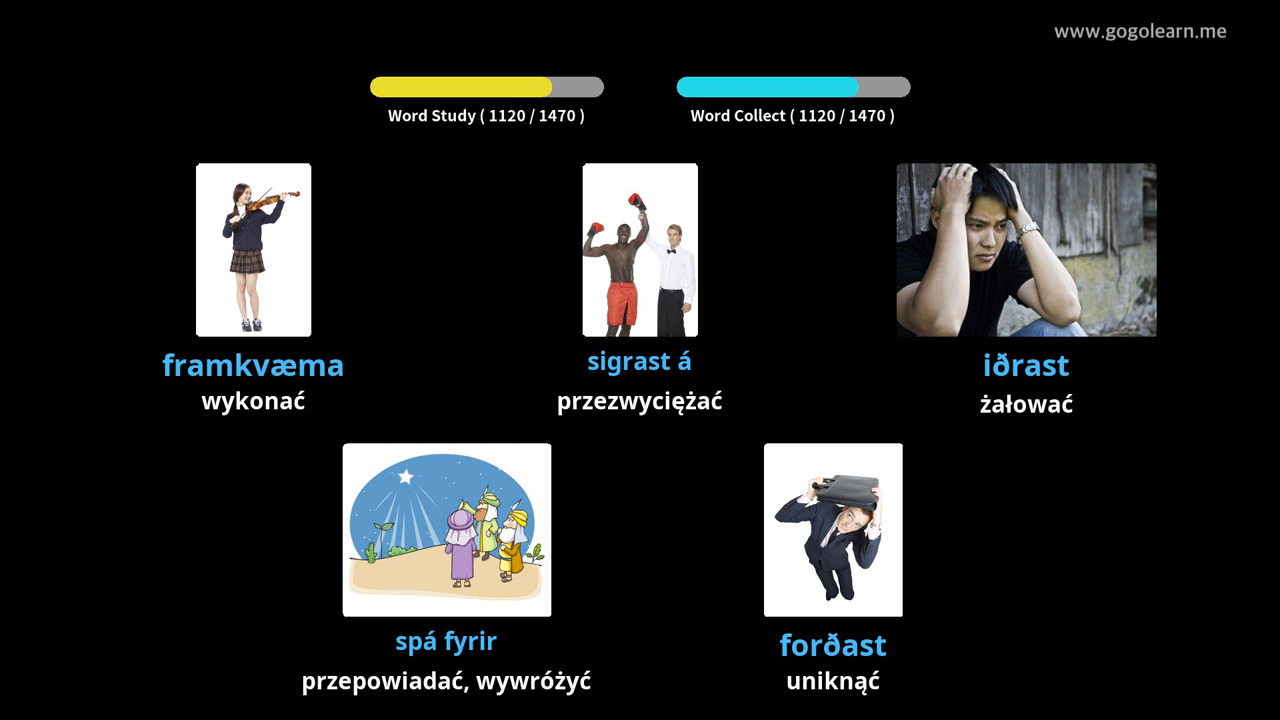 www.gogolearn.me
Word Study ( 1120 / 1470 )
Word Collect ( 1120 / 1470 )
framkvæma
wykonać
sigrast á
przezwyciężać
iðrast
żałować
spá fyrir
przepowiadać, wywróżyć
forðast
uniknąć